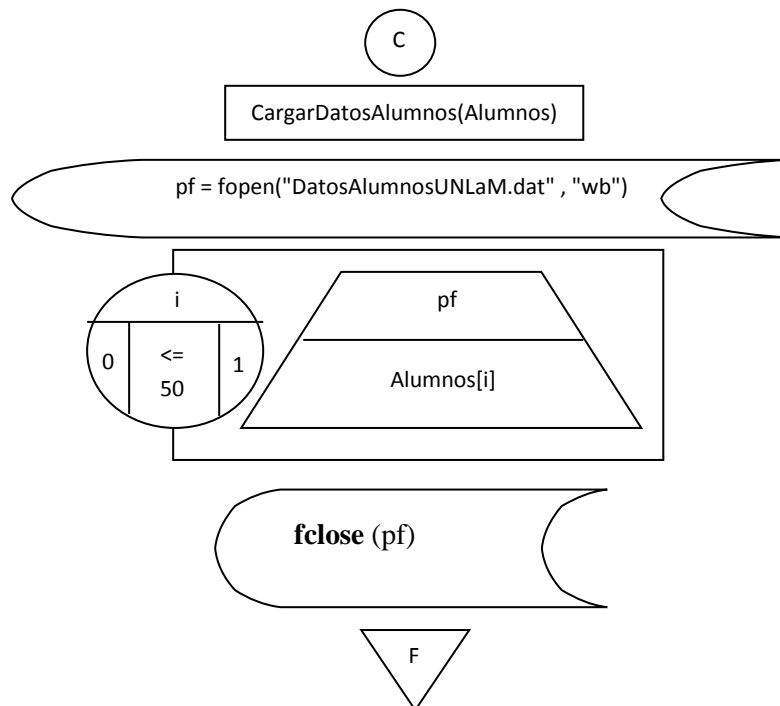 C
CargarDatosAlumnos(Alumnos)
pf = fopen("DatosAlumnosUNLaM.dat" , "wb")
i
0
<=
50
1
pf
Alumnos[i]
fclose (pf)
F